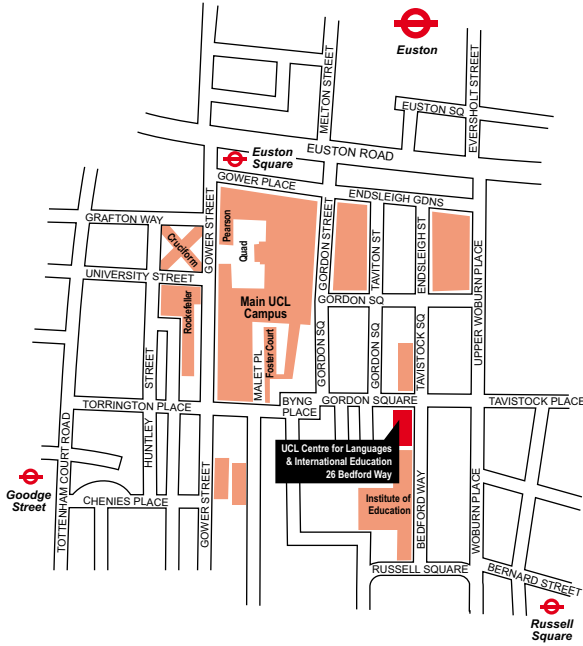 Euston
MELTON STREET
EUSTON SQ
EVERSHOLT STREET
EUSTON ROAD
Euston
Square
GOWER PLACE
ENDSLEIGH GDNS
GRAFTON WAY
GOWER STREET
Cruciform
Pearson
Quad
GORDON STREET
TAVITON ST
ENDSLEIGH ST
UPPER WOBURN PLACE
UNIVERSITY STREET
Rockefeller
Main UCL
Campus
GORDON SQ
MALET PL
Foster Court
GORDON SQ
GORDON SQ
TAVISTOCK SQ
HUNTLEY STREET
TORRINGTON PLACE
BYNG
PLACE
GORDON SQUARE
TAVISTOCK PLACE
TOTTENHAM COURT ROAD
UCL Centre for Languages
& International Education
26 Bedford Way
Goodge
Street
CHENIES PLACE
GOWER STREET
Institute of
Education
BEDFORD WAY
WOBURN PLACE
RUSSELL SQUARE
BERNARD STREET
Russell
Square